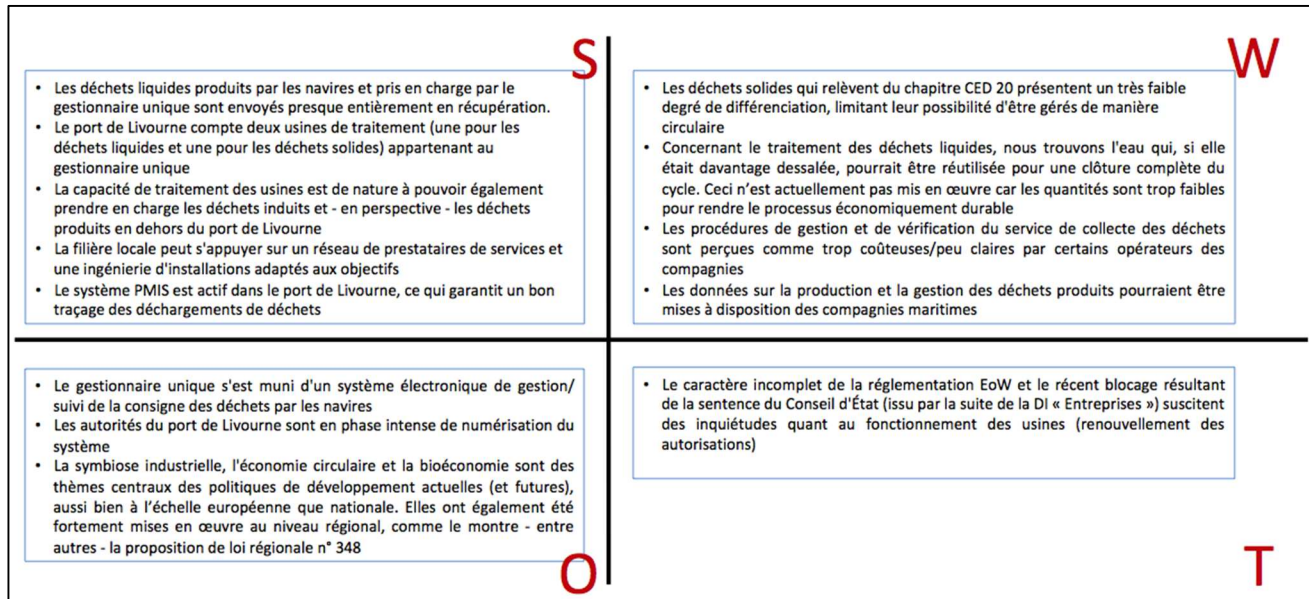 S
• Les déchets liquides produits par les navires et pris en charge par le
gestionnaire unique sont envoyés presque entièrement en récupération.
• Le port de Livourne compte deux usines de traitement (une pour les
déchets liquides et une pour les déchets solides) appartenant au
gestionnaire unique
• La capacité de traitement des usines est de nature à pouvoir également
prendre en charge les déchets induits et - en perspective - les déchets
produits en dehors du port de Livourne
• La filière locale peut s'appuyer sur un réseau de prestataires de services et
une ingénierie d'installations adaptés aux objectifs
• Le système PMIS est actif dans le port de Livourne, ce qui garantit un bon
traçage des déchargements de déchets
W
• Les déchets solides qui relèvent du chapitre CED 20 présentent un très faible
degré de différenciation, limitant leur possibilité d'être gérés de manière
circulaire
• Concernant le traitement des déchets liquides, nous trouvons l'eau qui, si elle
était davantage dessalée, pourrait être réutilisée pour une clôture complète du
cycle. Ceci n’est actuellement pas mis en œuvre car les quantités sont trop faibles
pour rendre le processus économiquement durable
• Les procédures de gestion et de vérification du service de collecte des déchets
sont perçues comme trop coûteuses/peu claires par certains opérateurs des
compagnies
• Les données sur la production et la gestion des déchets produits pourraient être
mises à disposition des compagnies maritimes
• Le gestionnaire unique s'est muni d'un système électronique de gestion/
suivi de la consigne des déchets par les navires
• Les autorités du port de Livourne sont en phase intense de numérisation du
système
• La symbiose industrielle, l'économie circulaire et la bioéconomie sont des
thèmes centraux des politiques de développement actuelles (et futures),
aussi bien à l’échelle européenne que nationale. Elles ont également été
fortement mises en œuvre au niveau régional, comme le montre - entre
autres - la proposition de loi régionale n° 348
O
• Le caractère incomplet de la réglementation EoW et le récent blocage résultant
de la sentence du Conseil d'État (issu par la suite de la DI « Entreprises ») suscitent
des inquiétudes quant au fonctionnement des usines (renouvellement des
autorisations)
T